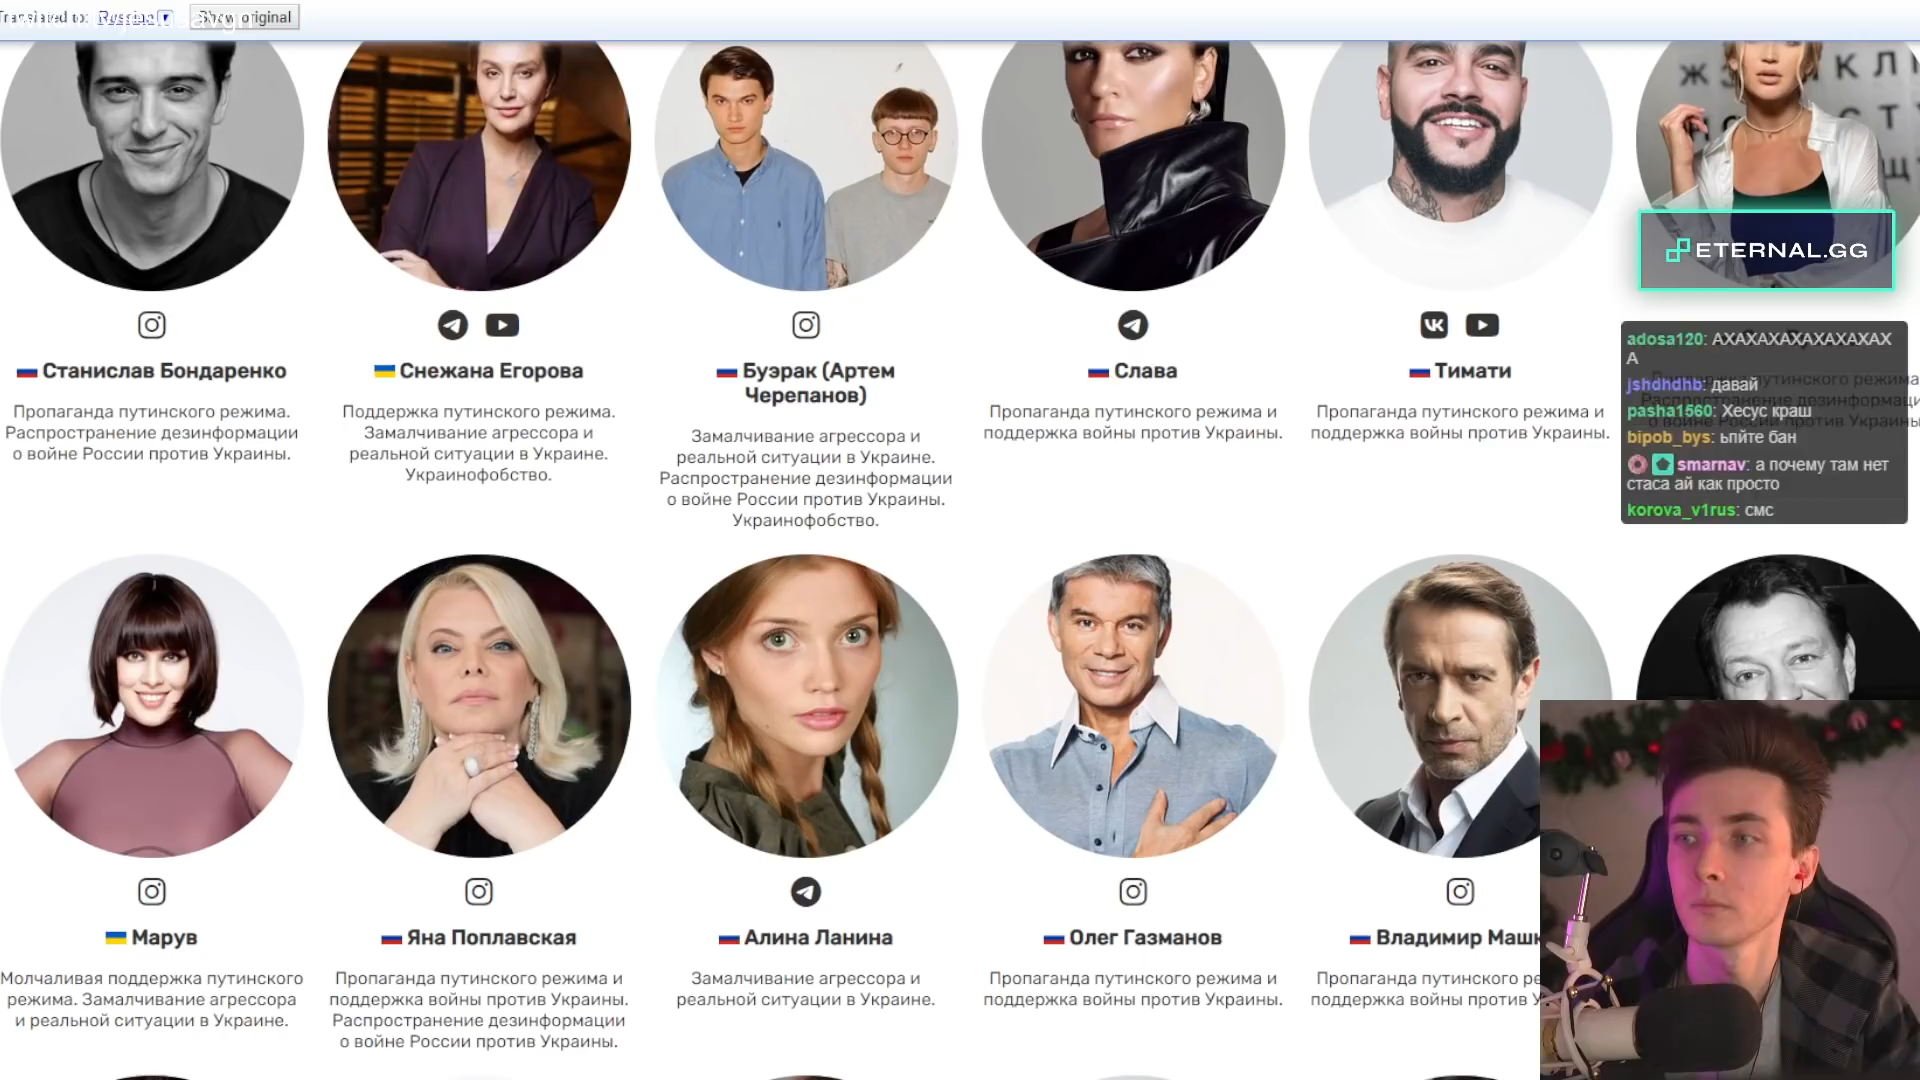 Translated to: Russian
Show original
ETERNAL.GG
Станислав Бондаренко
Пропаганда путинского режима.
Распространение дезинформации
о войне России против Украины.
Снежана Егорова
Поддержка путинского режима.
Замалчивание агрессора и
реальной ситуации в Украине.
Украинофобство.
Буэрак (Артем
Черепанов)
Замалчивание агрессора и
реальной ситуации в Украине.
Распространение дезинформации
о войне России против Украины.
Украинофобство.
Слава
Пропаганда путинского режима и
поддержка войны против Украины.
Тимати
Пропаганда путинского режима и
поддержка войны против Украины.
adosa120: АХАХАХАХАХАХАХАХ
А
jshdhdhb: давай
pasha1560: Хесус краш
bipob_bys: ьпйте бан
smarnav: а почему там нет
стаса ай как просто
korova_v1rus: смс
Марув
Молчаливая поддержка путинского
режима. Замалчивание агрессора
и реальной ситуации в Украине.
Яна Поплавская
Пропаганда путинского режима и
поддержка войны против Украины.
Распространение дезинформации
о войне России против Украины.
Алина Ланина
Замалчивание агрессора и
реальной ситуации в Украине.
Олег Газманов
Пропаганда путинского режима и
поддержка войны против Украины.
Владимир
Пропаганда путинского
поддержка войны против